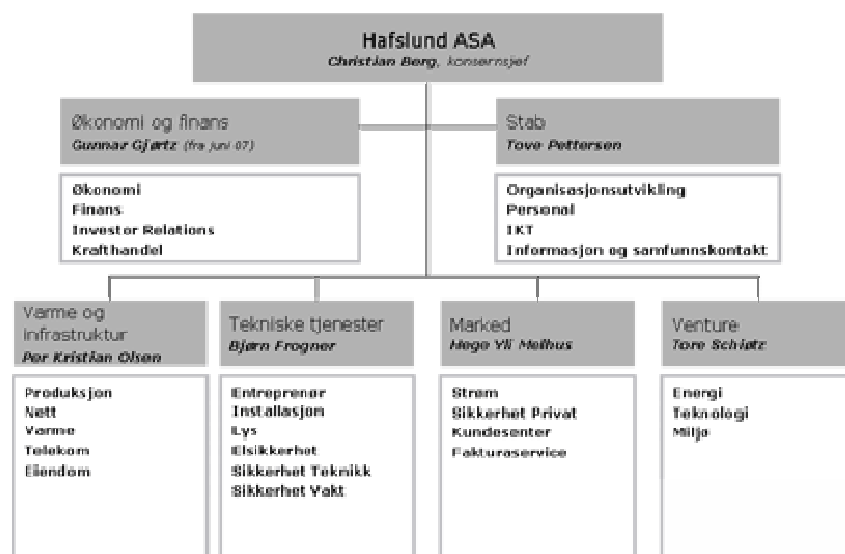 Hafslund ASA
Christian Berg, konsernsjef
Økonomi og finans
Gunnar Gjørtz (fra juni 07)
Stab
Tove Pettersen
Økonomi
Finans
Investor Relations
Krafthandel
Organisasjonsutvikling
Personal
IKT
Informasjon og samfunnskontakt
Varme og
infrastruktur
Per Kristian Olsen
Produksjon
Nett
Varme
Telekom
Eiendom
Tekniske tjenester
Bjørn Frogner
Entreprenør
Installasjon
Lys
Elsikkerhet
Sikkerhet Teknikk
Sikkerhet Vakt
Marked
Hege Yli Melhus
Strøm
Sikkerhet Privat
Kundesenter
Fakturaservice
Venture
Tore Schiøtz
Energi
Teknologi
Miljø